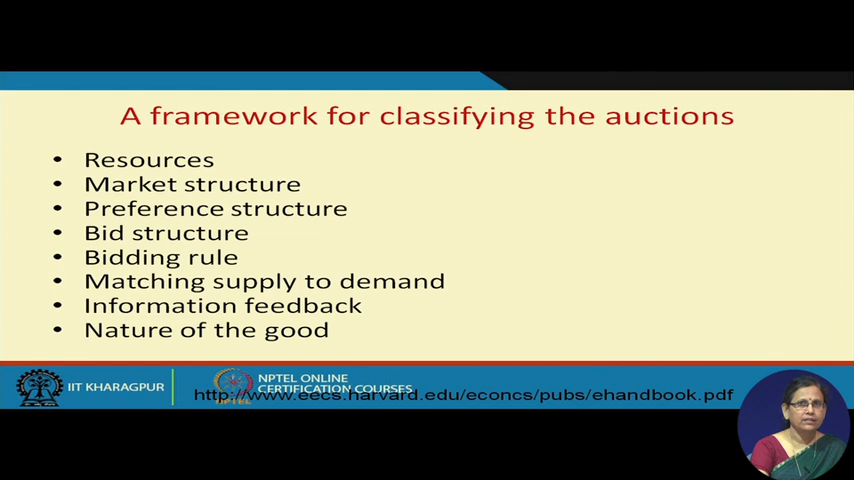 A framework for classifying the auctions
• Resources
• Market structure
• Preference structure
• Bid structure
• Bidding rule
• Matching supply to demand
• Information feedback
• Nature of the good
IIT KHARAGPUR
NPTEL ONLINE
CERTIFICATION COURSES
NPTEL
http://www.eecs.harvard.edu/econcs/pubs/ehandbook.pdf